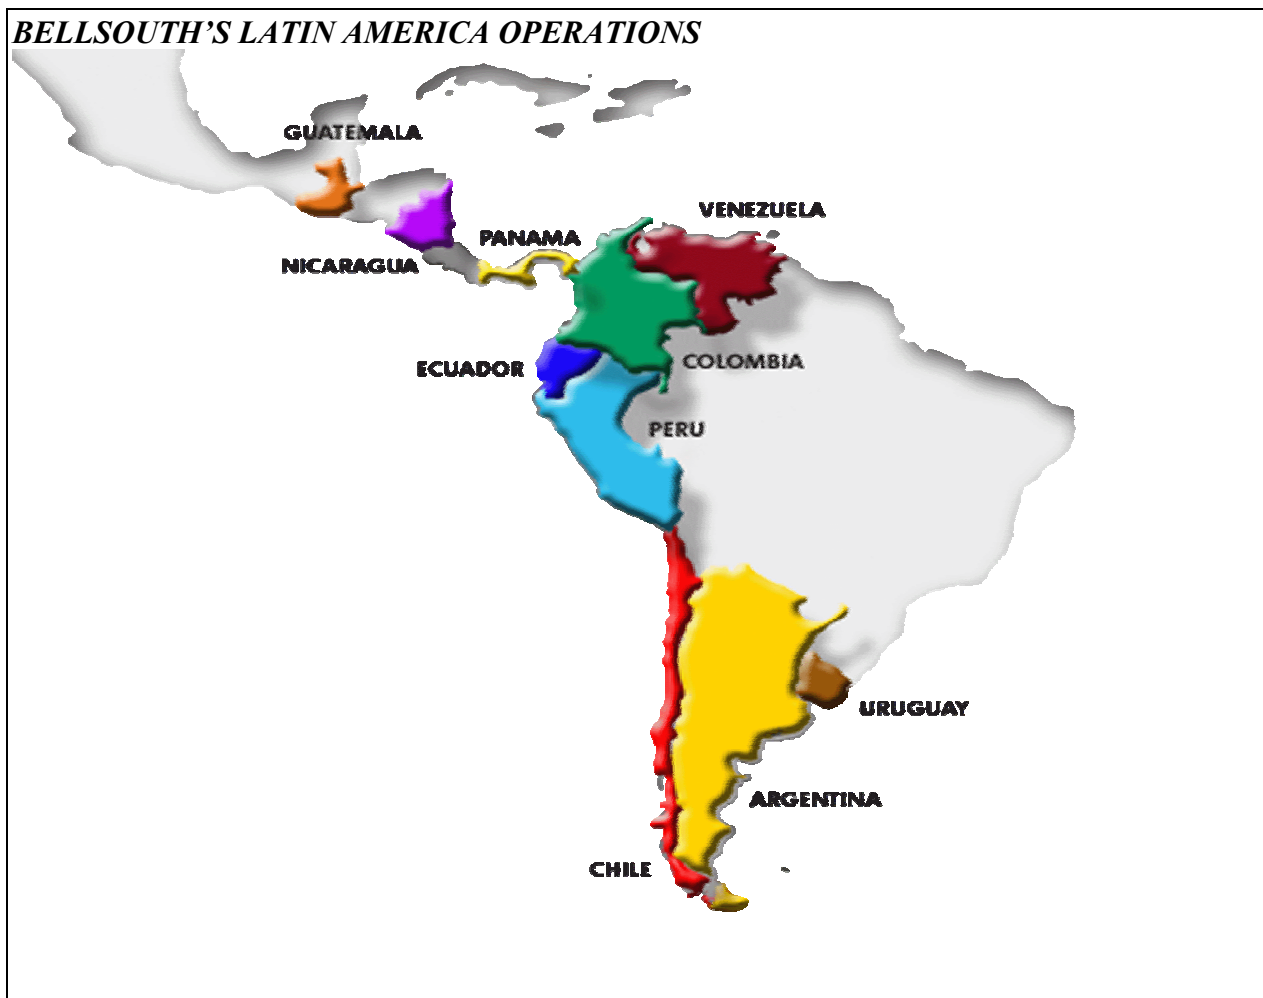 BELLSOUTH’S LATIN AMERICA OPERATIONS
GUATEMALA
VENEZUELA
PANAMA
NICARAGUA
COLOMBIA
ECUADOR
PERU
URUGUAY
ARGENTINA
CHILE